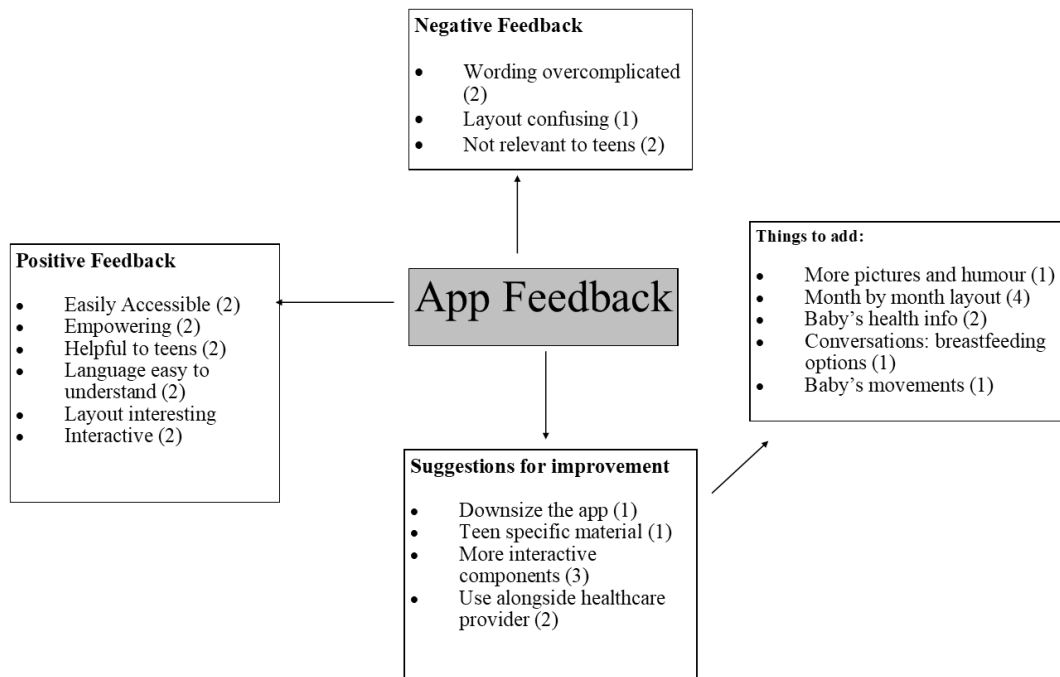 Negative Feedback
• Wording overcomplicated
(2)
• Layout confusing (1)
• Not relevant to teens (2)
Positive Feedback
• Easily Accessible (2)
• Empowering (2)
• Helpful to teens (2)
• Language easy to
understand (2)
• Layout interesting
• Interactive (2)
App Feedback
Things to add:
• More pictures and humour (1)
• Month by month layout (4)
• Baby’s health info (2)
• Conversations: breastfeeding
options (1)
• Baby’s movements (1)
Suggestions for improvement
• Downsize the app (1)
• Teen specific material (1)
• More interactive
components (3)
• Use alongside healthcare
provider (2)